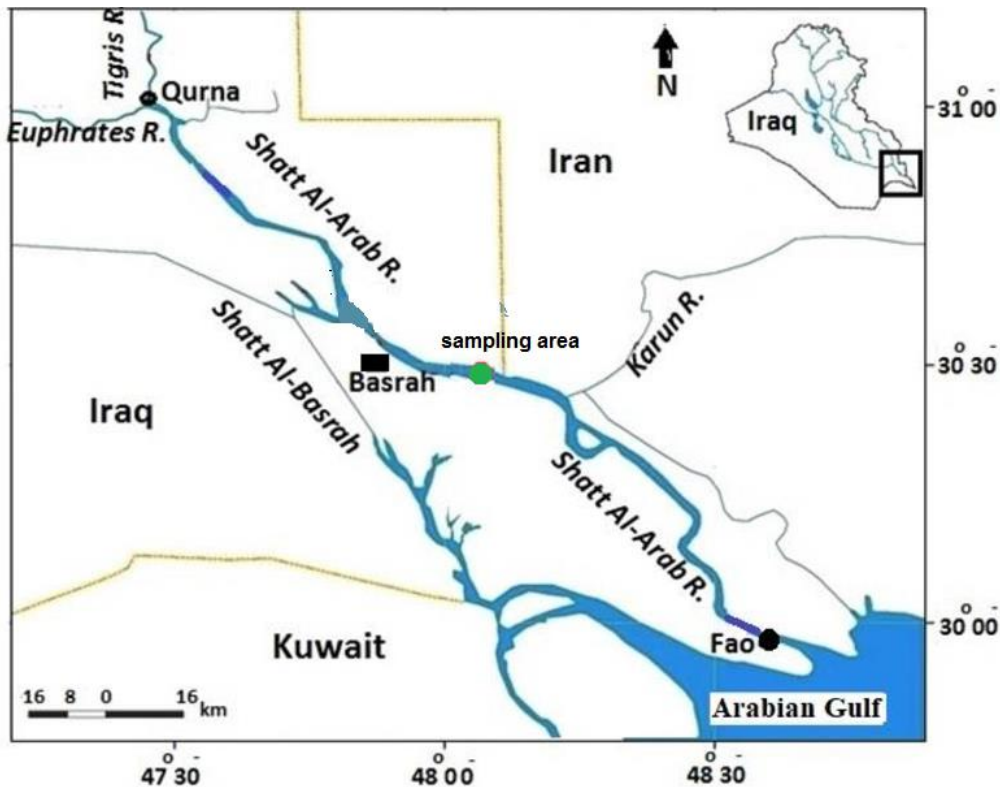 Tigris R
Qurna
Euphrates R.
Shatt Al-Arab R.
Iran
N
Iraq
31 00
sampling area
Karun R.
30 30
Basrah
Shatt Al-Basrah
Iraq
Shatt Al-Arab R.
30 00
Fao
Kuwait
Arabian Gulf
16 8 0 16
km
47 30
48 00
48 30